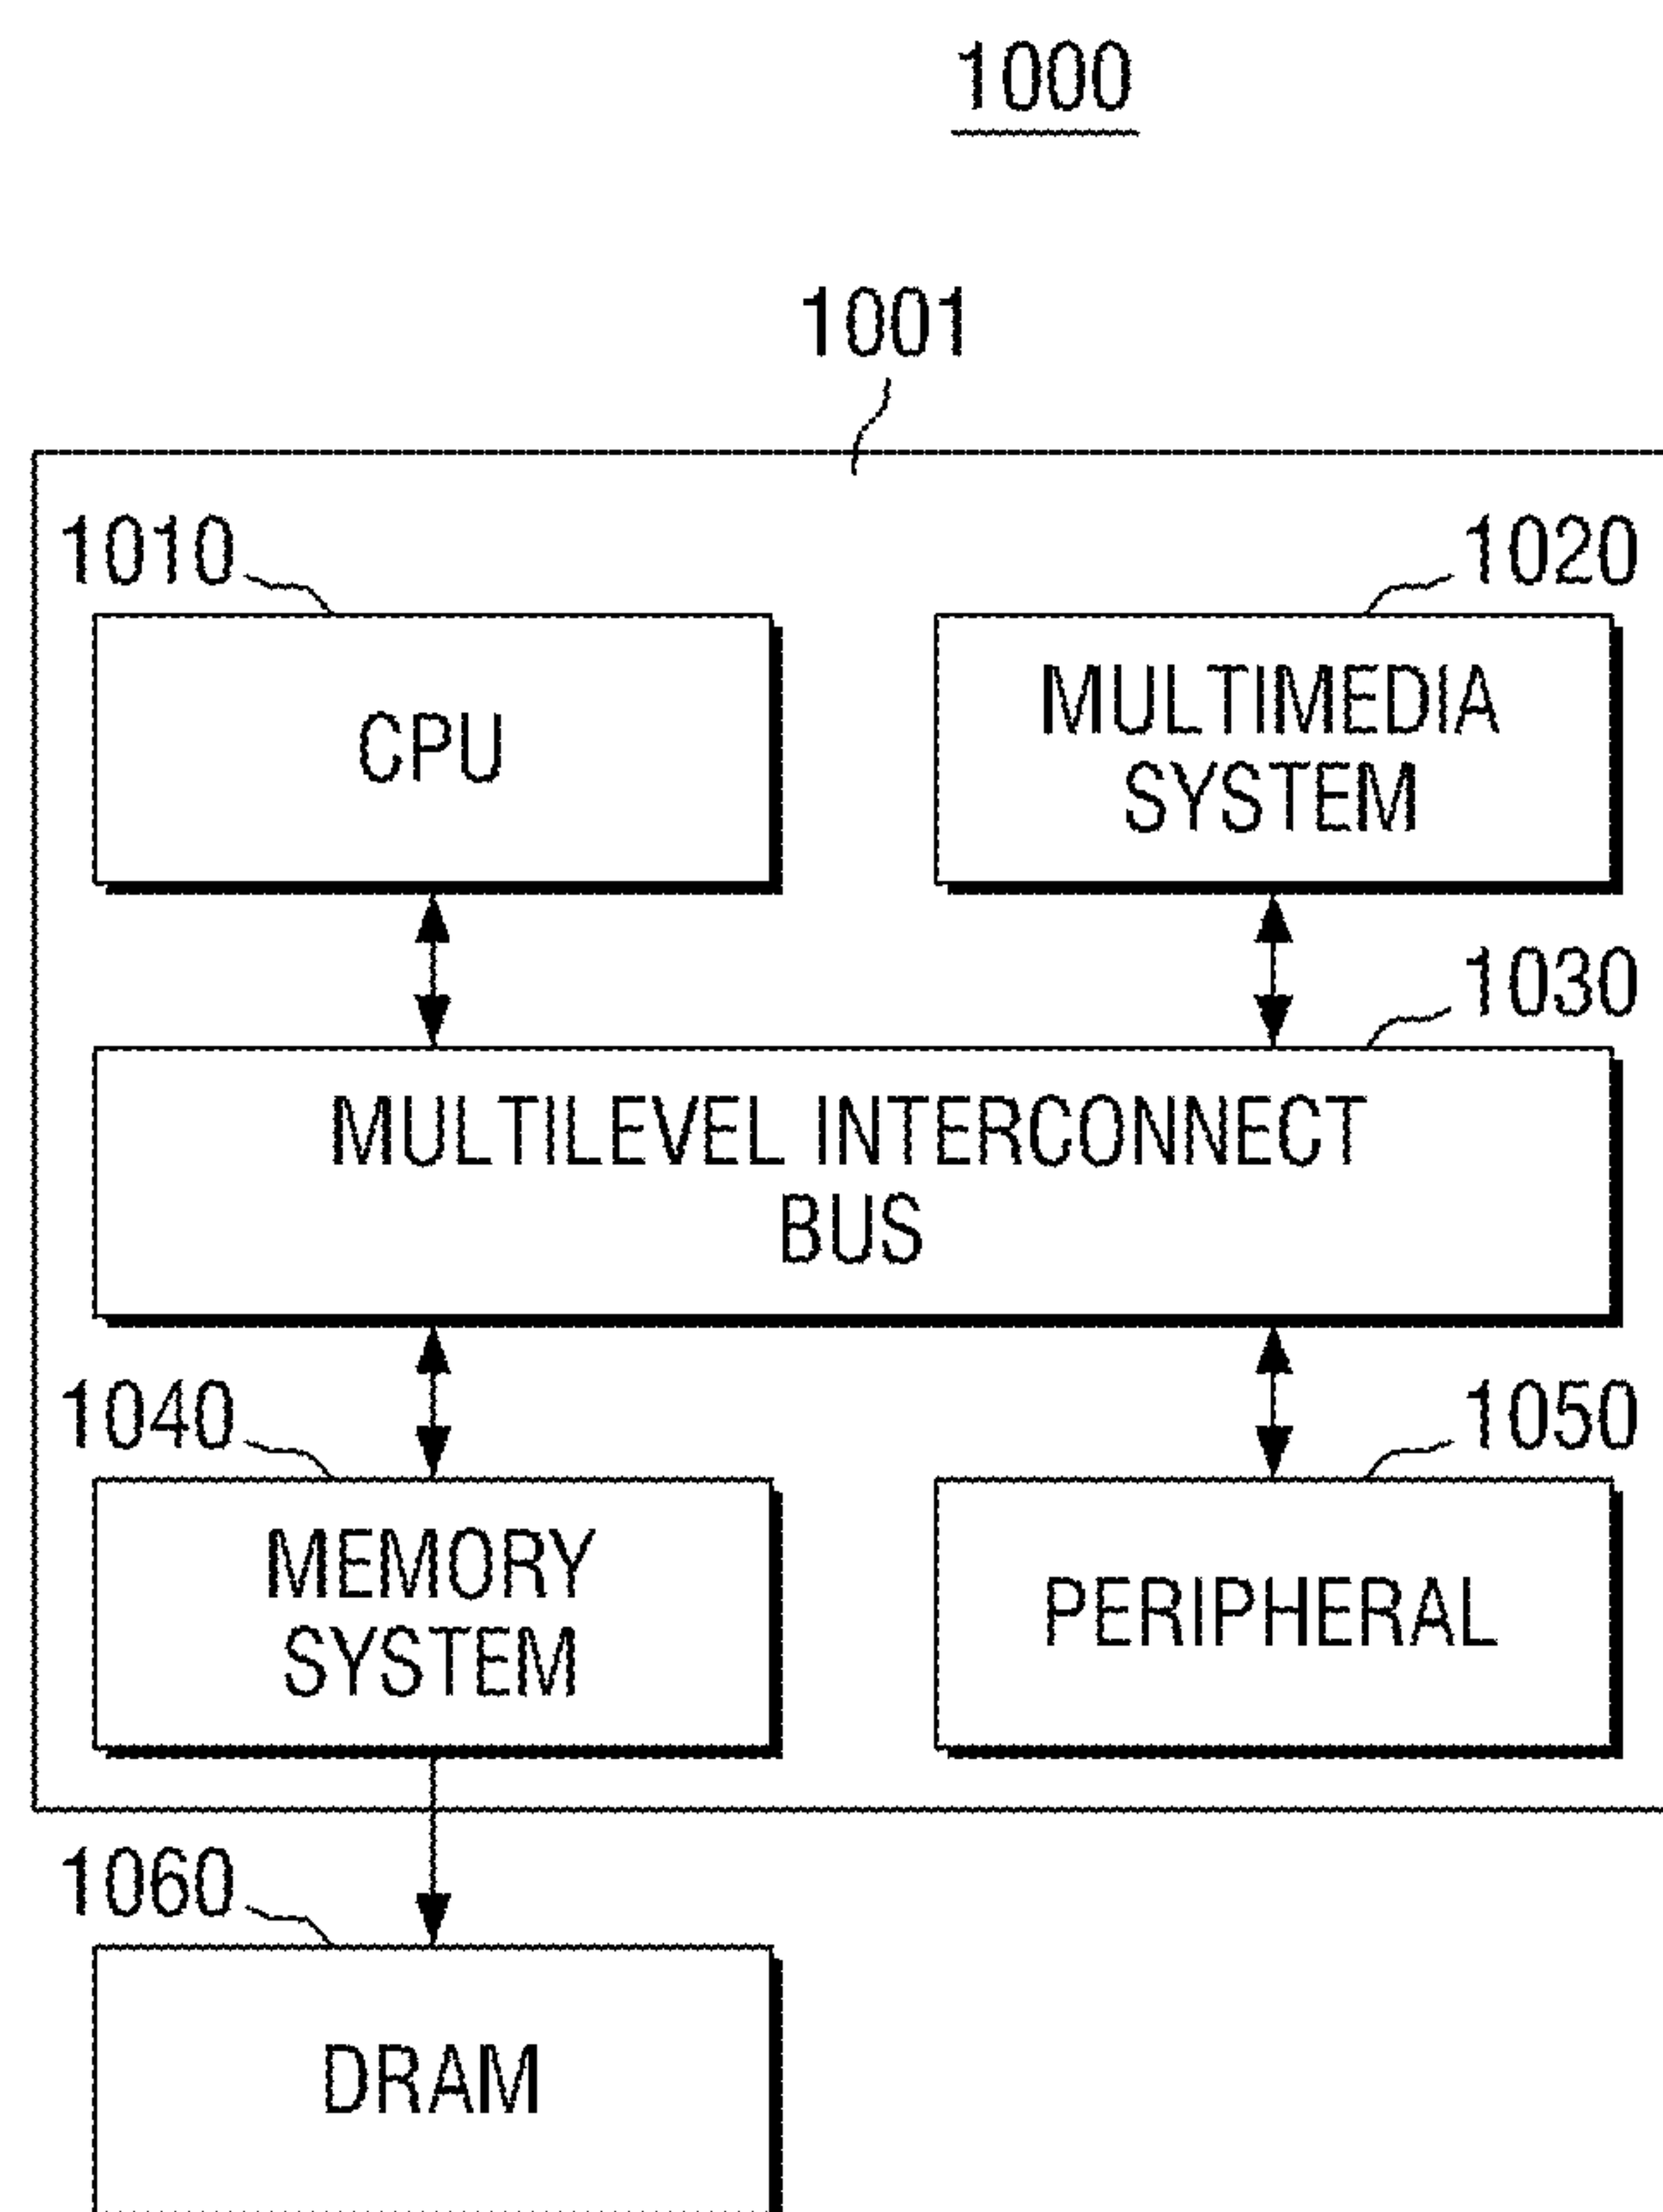 1000
1001
1010
1020
CPU
MULTIMEDIA
SYSTEM
1030
MULTILEVEL INTERCONNECT
BUS
1040
1050
MEMORY
SYSTEM
PERIPHERAL
1060
DRAM